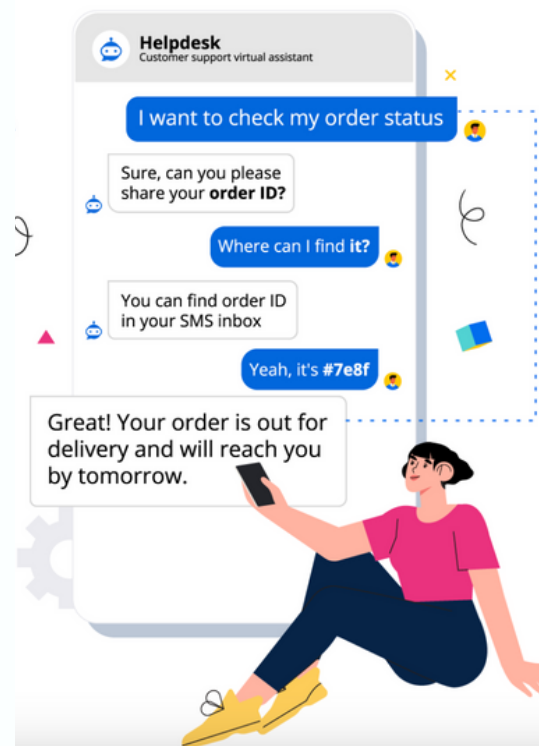 Helpdesk
Customer support virtual assistant
I want to check my order status
Sure, can you please
share your order ID?
Where can I find it?
You can find order ID
in your SMS inbox
Yeah, it's #7e8f
Great! Your order is out for
delivery and will reach you
by tomorrow.